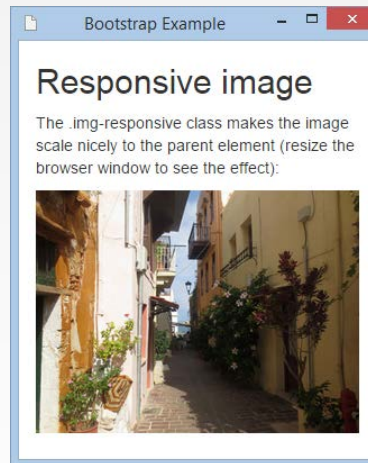 Bootstrap Example
Responsive image
The .img-responsive class makes the image
scale nicely to the parent element (resize the
browser window to see the effect):